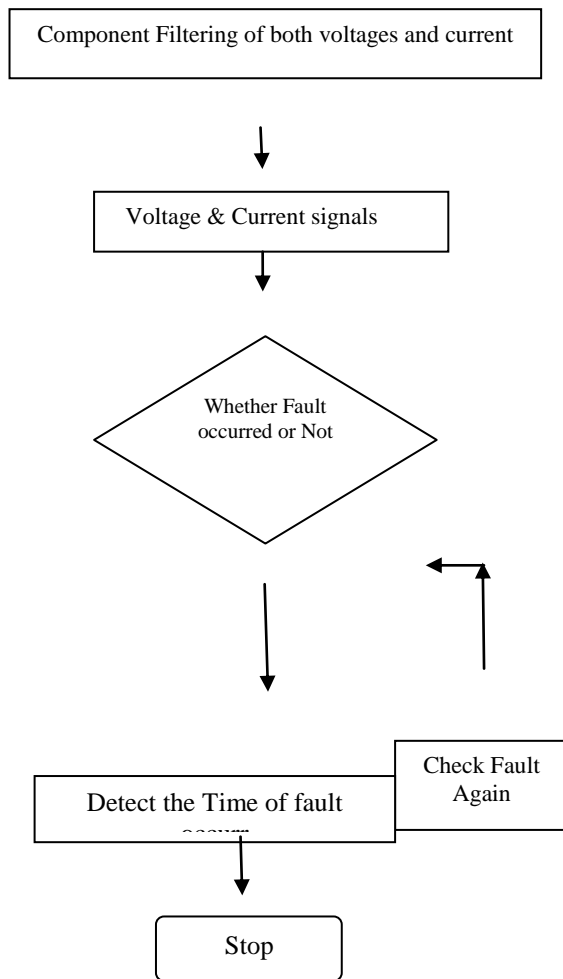 Component Filtering of both voltages and current
Voltage & Current signals
Whether Fault
occurred or Not
Check Fault
Again
Detect the Time of fault
Stop